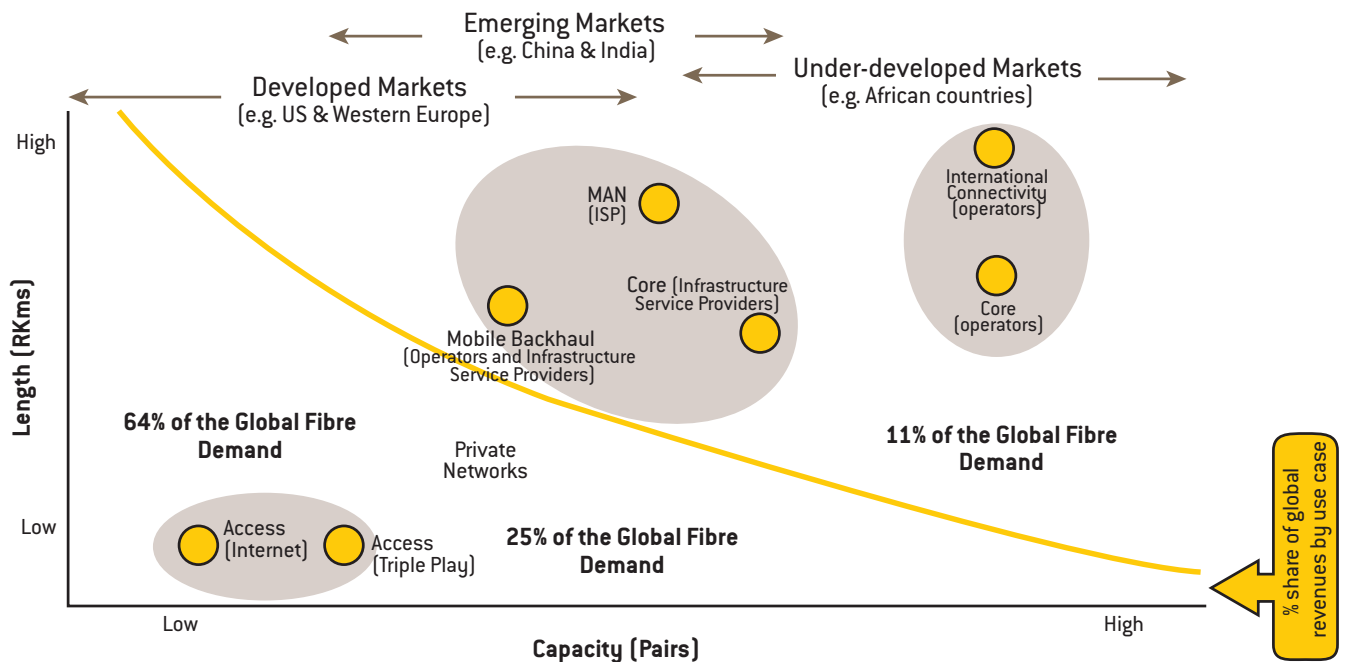 Emerging Markets
(e.g. China & India)
Under-developed Markets
(e.g. African countries)
Developed Markets
(e.g. US & Western Europe)
High
International
Connectivity
(operators)
MAN
(ISP)
Core (Infrastructure
Service Providers)
Core
(operators)
Mobile Backhaul
(Operators and Infrastructure
Service Providers)
Length (RKms)
64% of the Global Fibre
Demand
Private
Networks
11% of the Global Fibre
Demand
Low
Access
(Internet)
Access
(Triple Play)
25% of the Global Fibre
Demand
% share of global
revenues by use case
Low
High
Capacity (Pairs)